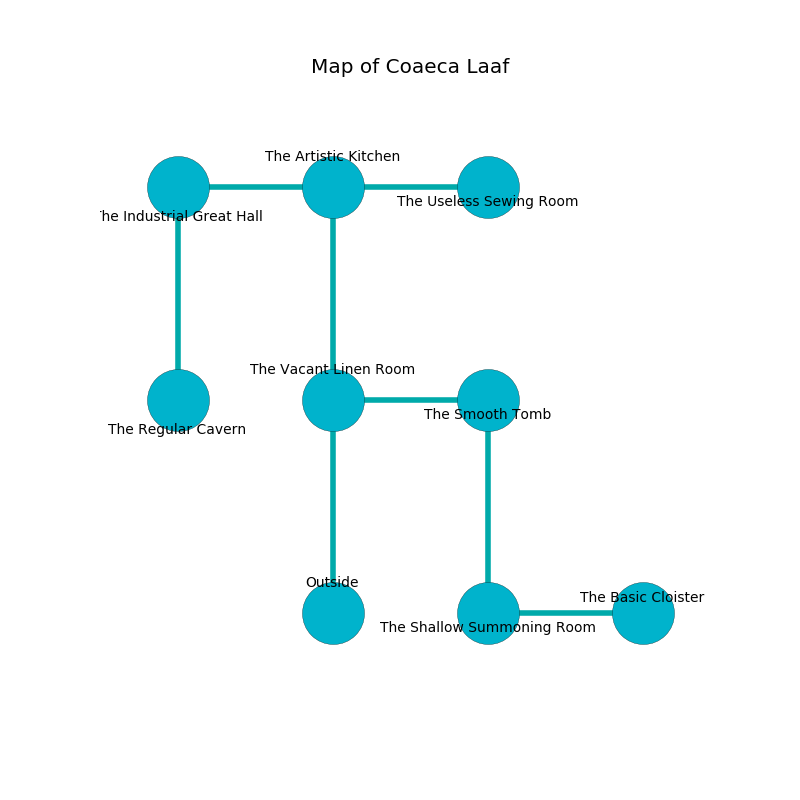 Map of Coaeca Laaf
The Artistic Kitchen
The Useless Sewing Room
he Industrial Great Hall
The Vacant Linen Room
The Smooth Tomb
The Regular Cavern
Outside
The Basic Cloister
The Shallow Summoning Room